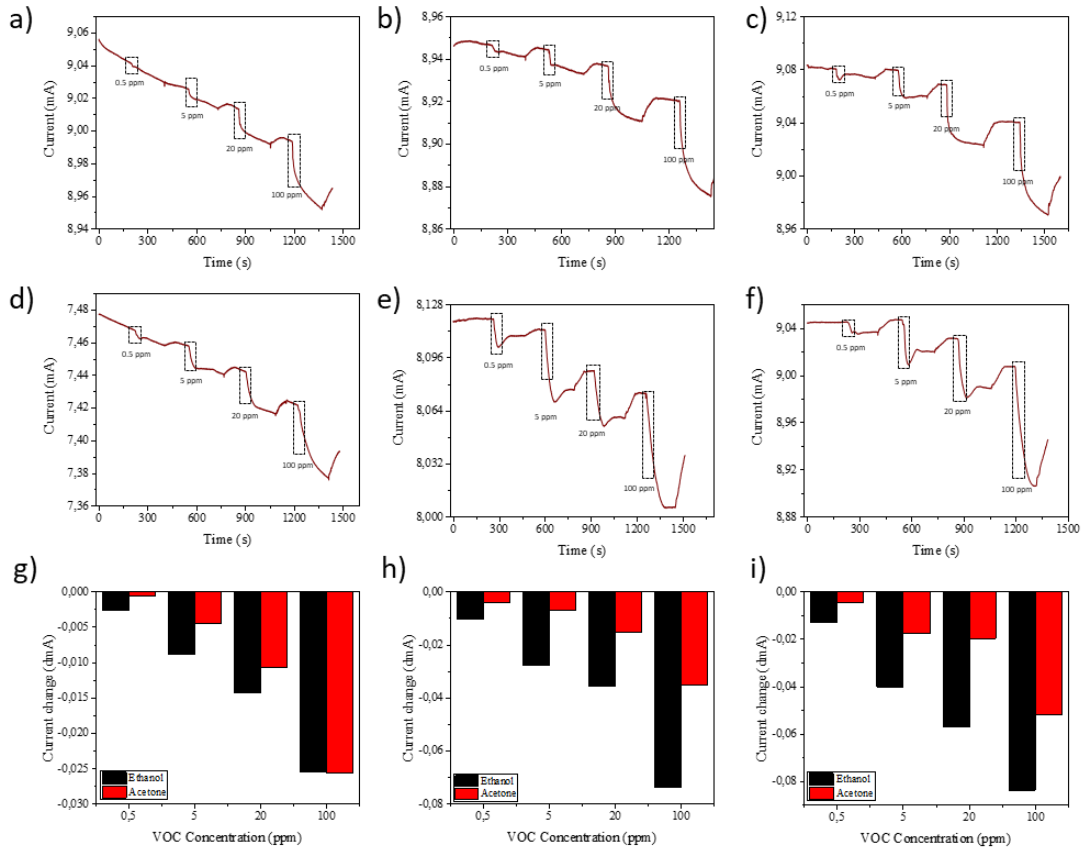 a)
9,06
9,04
9,02
9,00
8,98
8,96
8,94
Current (mA)
0.5 ppm
5 ppm
20 ppm
100 ppm
0
300
600
900
1200
1500
Time (s)
b)
8,96
8,94
8,92
8,90
8,88
8,86
Current (mA)
0.5 ppm
5 ppm
20 ppm
100 ppm
0
300
600
900
1200
Time (s)
c)
9,12
9,08
9,04
9,00
8,96
Current (mA)
0.5 ppm
5 ppm
20 ppm
100 ppm
0
300
600
900
1200
1500
Time (s)
d)
7,48
7,46
7,44
7,42
7,40
7,38
7,36
Current (mA)
0.5 ppm
5 ppm
20 ppm
100 ppm
0
300
600
900
1200
1500
Time (s)
e)
8,128
8,096
8,064
8,032
8,000
Current (mA)
0.5 ppm
5 ppm
20 ppm
100 ppm
0
300
600
900
1200
1500
Time (s)
f)
9,04
9,00
8,96
8,92
8,88
Current (mA)
0.5 ppm
5 ppm
20 ppm
100 ppm
0
300
600
900
1200
1500
Time (s)
g)
0,000
-0,005
-0,010
-0,015
-0,020
-0,025
-0,030
Current change (dmA)
Ethanol
Acetone
0,5
5
20
100
VOC Concentration (ppm)
h)
0,00
-0,02
-0,04
-0,06
-0,08
Current change (dmA)
Ethanol
Acetone
0,5
5
20
100
VOC Concentration (ppm)
i)
0,00
-0,02
-0,04
-0,06
-0,08
Current change (dmA)
Ethanol
Acetone
0,5
5
20
100
VOC Concentration (ppm)